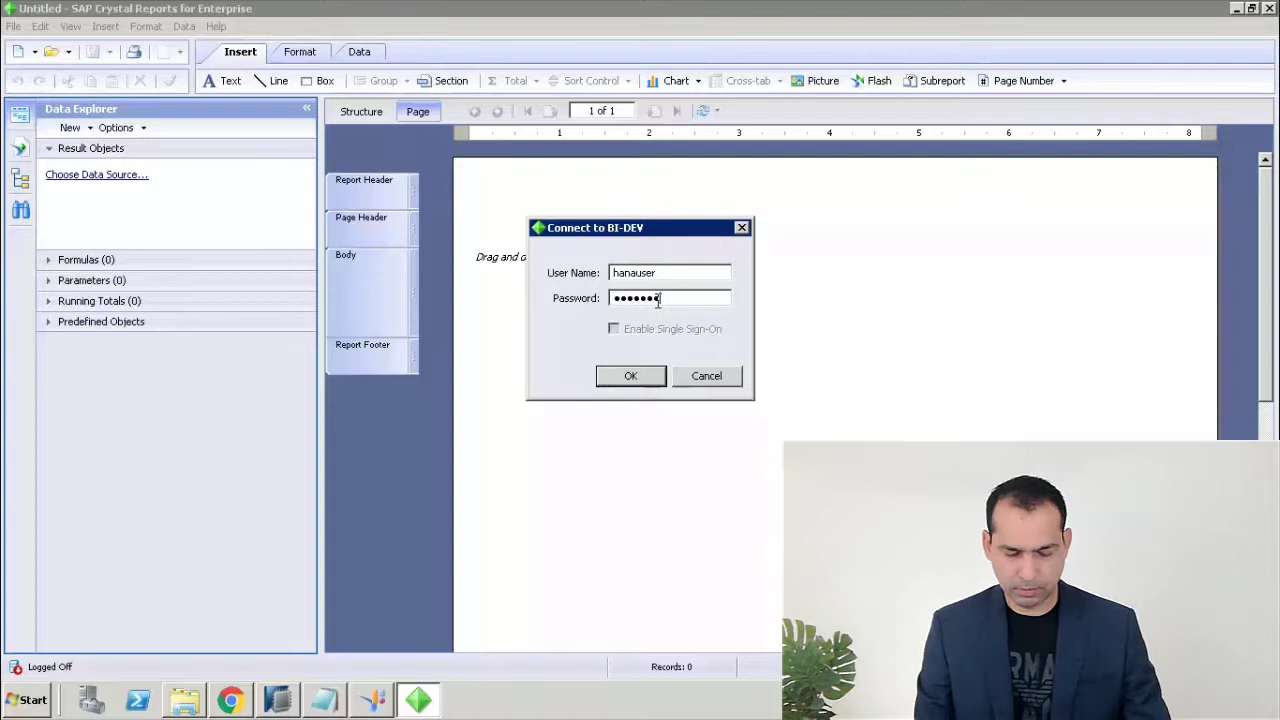 Untitled - SAP Crystal Reports for Enterprise
File Edit View Insert Format Data Help
Insert Format Data
Text Line Box Group Section Total Sort Control Chart Cross-tab Picture Flash Subreport Page Number
Data Explorer
New Options
Result Objects
Choose Data Source...
Formulas (0)
Parameters (0)
Running Totals (0)
Predefined Objects
Structure Page 1 of 1
1 2 3 4 5 6 7 8
Report Header
Page Header
Body
Report Footer
Drag and
Connect to BI-DEV
User Name: hanauser
Password: •••••••
Enable Single Sign-On
OK Cancel
Logged Off
Records: 0
Start